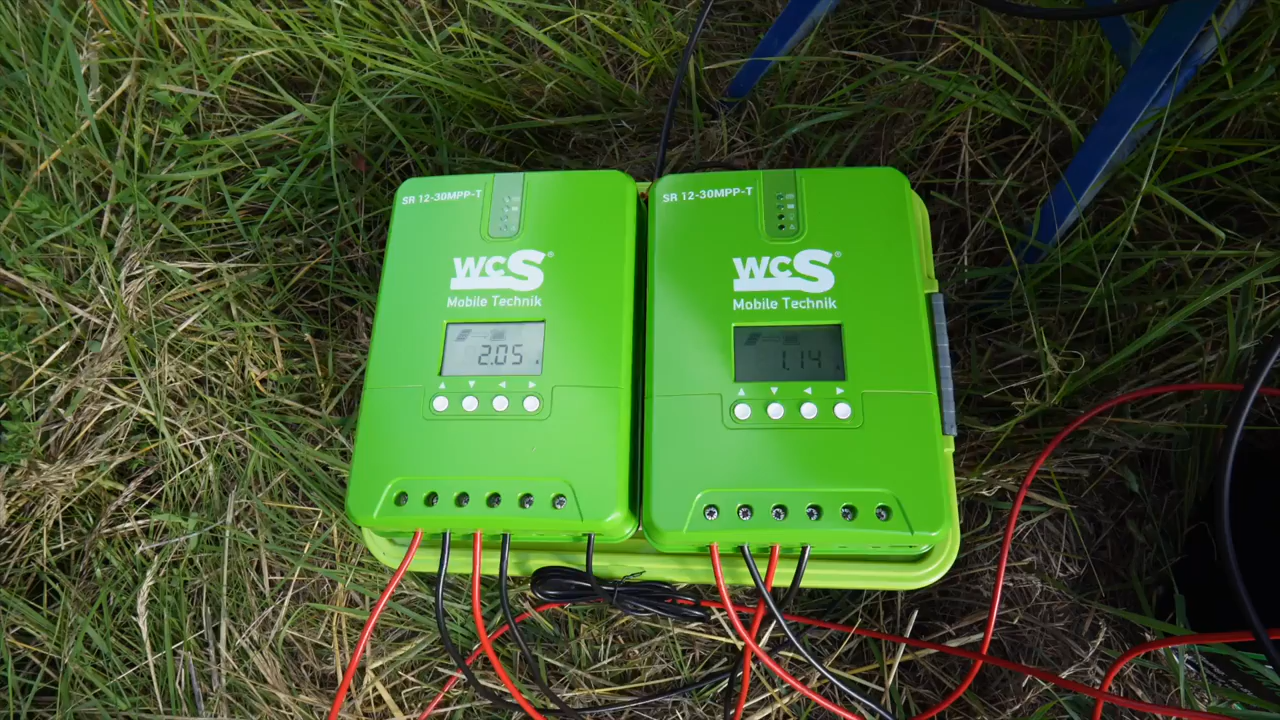 SR 12-30MPP-T
WCS®
Mobile Technik
2.05
SR 12-30MPP-T
WCS®
Mobile Technik
1.14